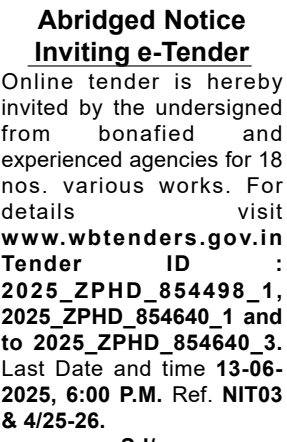 Abridged Notice
Inviting e-Tender
Online tender is hereby
invited by the undersigned
from bonafied and
experienced agencies for 18
nos. various works. For
details visit
www.wbtenders.gov.in
Tender ID :
2025_ZPHD_854498_1,
2025_ZPHD_854640_1 and
to 2025_ZPHD_854640_3.
Last Date and time 13-06-
2025, 6:00 P.M. Ref. NIT03
& 4/25-26.